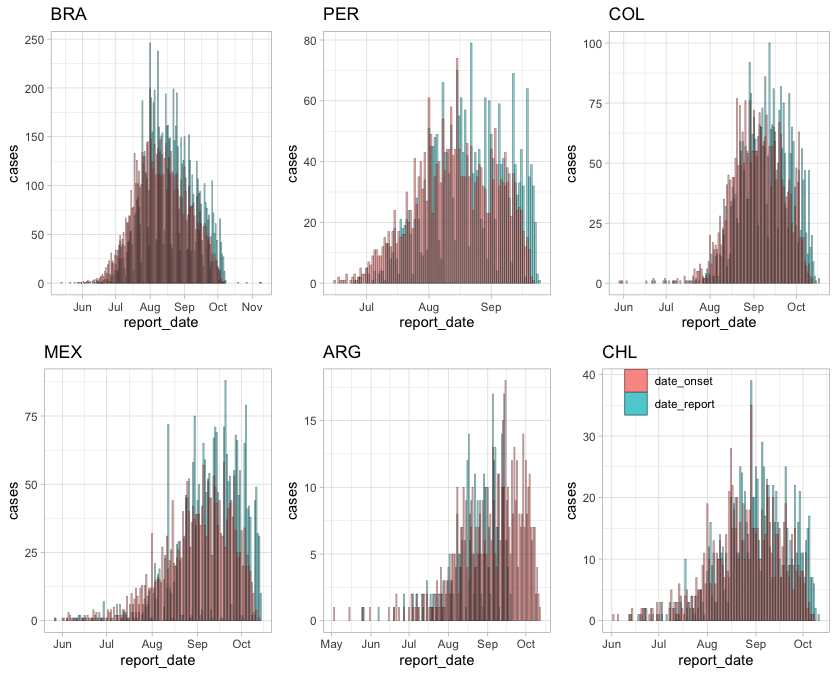 BRA
250
200
150
100
50
0
cases
Jun Jul Aug Sep Oct Nov
report_date
PER
80
60
40
20
0
cases
Jul Aug Sep
report_date
COL
100
75
50
25
0
cases
Jun Jul Aug Sep Oct
report_date
MEX
75
50
25
0
cases
Jun Jul Aug Sep Oct
report_date
ARG
15
10
5
0
cases
May Jun Jul Aug Sep Oct
report_date
CHL
40
30
20
10
0
cases
date_onset
date_report
Jun Jul Aug Sep Oct
report_date